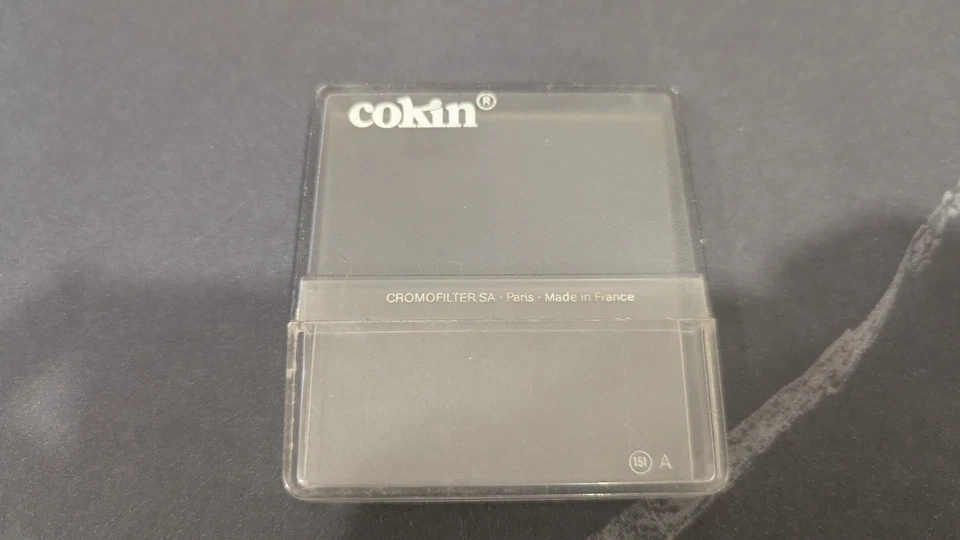 cokin®
CROMOFILTER SA - Paris - Made in France
151 A